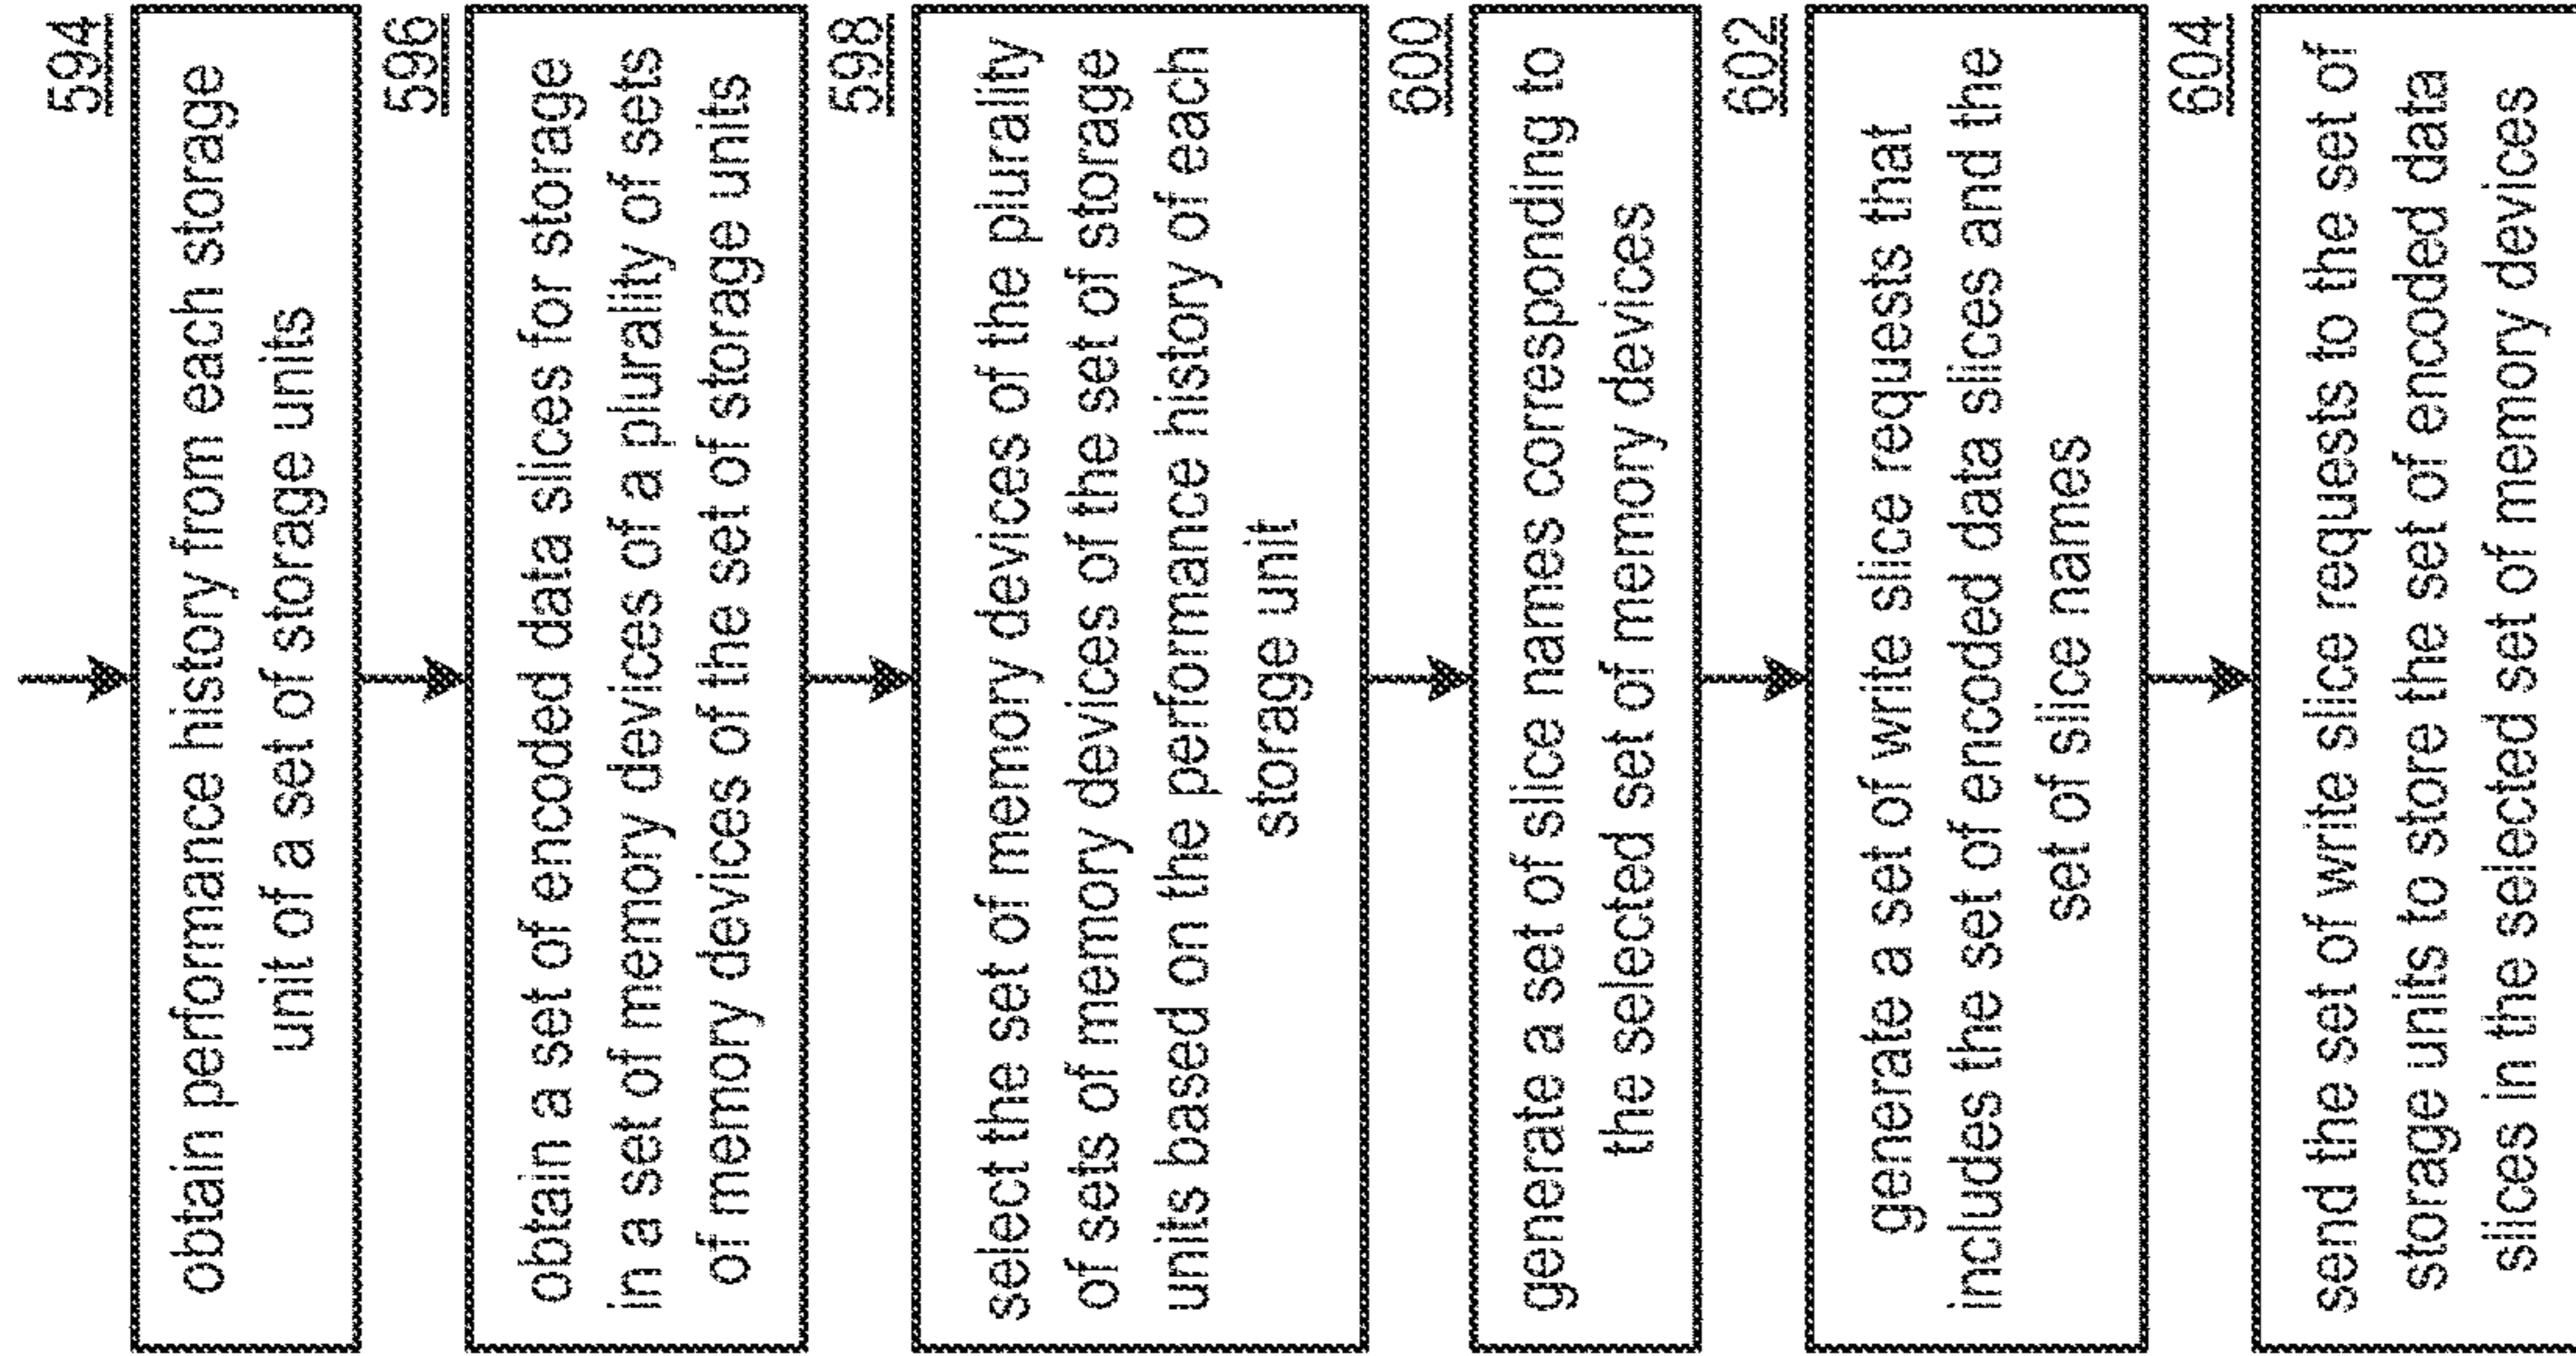 594
obtain performance history from each storage
unit of a set of storage units
596
obtain a set of encoded data slices for storage
in a set of memory devices of a plurality of sets
of memory devices of the set of storage units
598
select the set of memory devices of the plurality
of sets of memory devices of the set of storage
units based on the performance history of each
storage unit
600
generate a set of slice names corresponding to
the selected set of memory devices
602
generate a set of write slice requests that
includes the set of encoded data slices and the
set of slice names
604
send the set of write slice requests to the set of
storage units to store the set of encoded data
slices in the selected set of memory devices